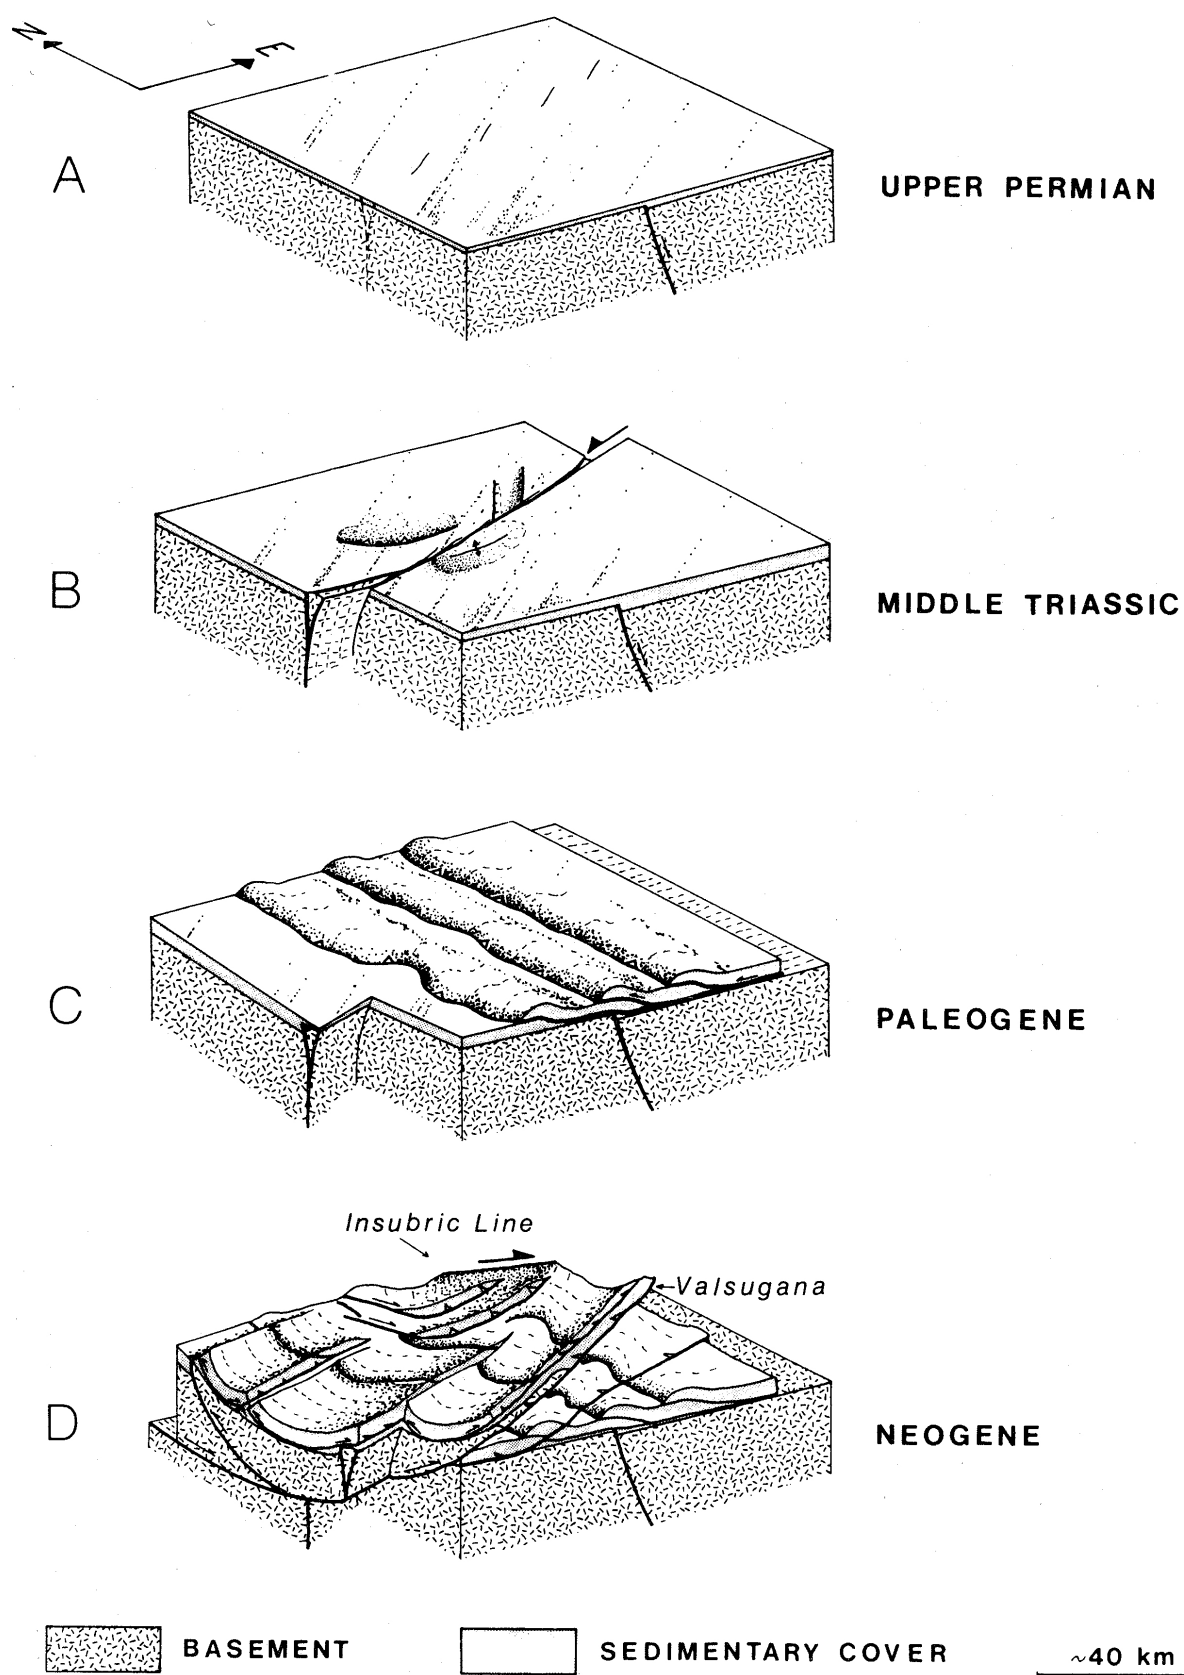 N
E
A
UPPER PERMIAN
B
MIDDLE TRIASSIC
C
PALEOGENE
Insubric Line
Valsugana
D
NEOGENE
BASEMENT
SEDIMENTARY COVER
~40 km